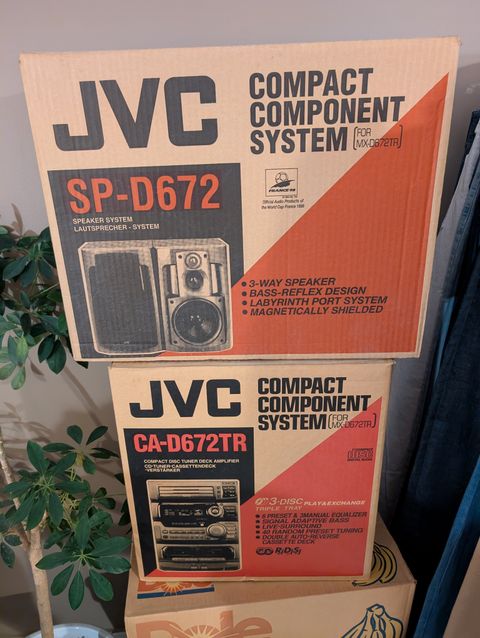 JVC
COMPACT
COMPONENT
SYSTEM
[FOR
MX-D672TR]
SP-D672
SPEAKER SYSTEM
LAUTSPRECHER - SYSTEM
FRANCE 98
Official Audio Products of
the World Cup France 1998
• 3-WAY SPEAKER
• BASS-REFLEX DESIGN
• LABYRINTH PORT SYSTEM
• MAGNETICALLY SHIELDED
JVC
COMPACT
COMPONENT
SYSTEM
[FOR
MX-D672TR]
CA-D672TR
COMPACT DISC TUNER DECK AMPLIFIER
CD-TUNER-CASSETTENDECK
-VERSTÄRKER
3-DISC PLAY & EXCHANGE
TRIPLE TRAY
• 6 PRESET & 3 MANUAL EQUALIZER
• SIGNAL ADAPTIVE BASS
• LIVE SURROUND
• 40 RANDOM PRESET TUNING
• DOUBLE AUTO-REVERSE
CASSETTE DECK
R·D·S
Dole